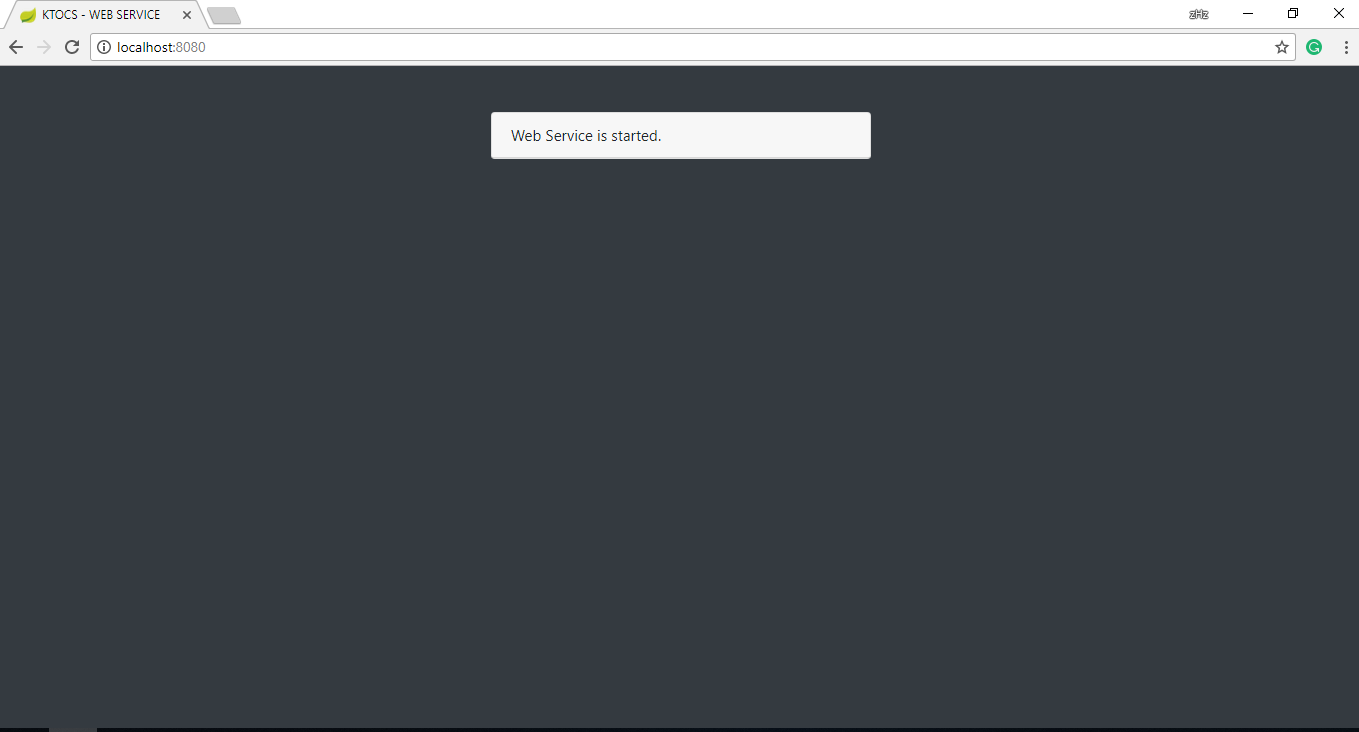 KTOCS - WEB SERVICE
zHz
localhost:8080
Web Service is started.